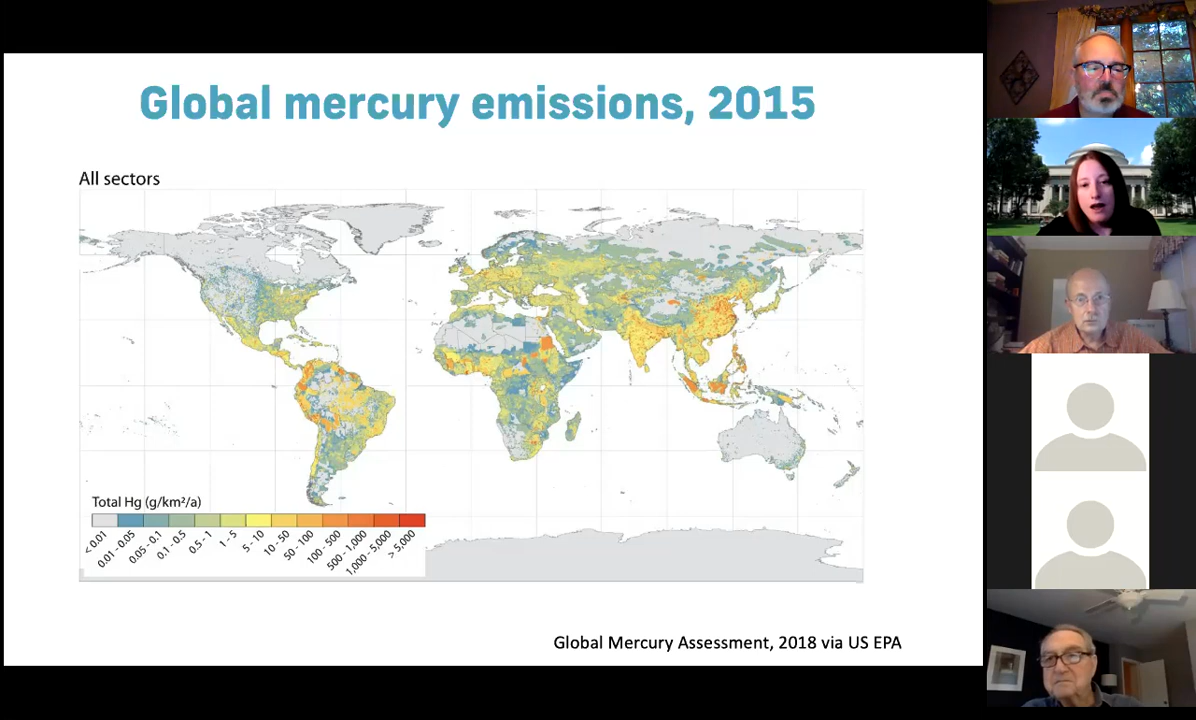 Global mercury emissions, 2015
All sectors
Total Hg (g/km²/a)
< 0.01
0.01 - 0.05
0.05 - 0.1
0.1 - 0.5
0.5 - 1
1 - 5
5 - 10
10 - 50
50 - 100
100 - 500
500 - 1,000
1,000 - 5,000
> 5,000
Global Mercury Assessment, 2018 via US EPA